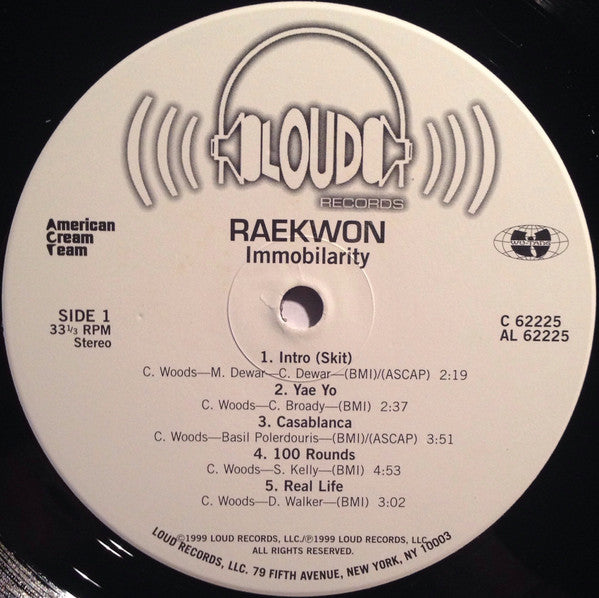 LOUD
RECORDS
RAEKWON
Immobilarity
American
Cream
Team
WU-TANG
SIDE 1
33⅓ RPM
Stereo
C 62225
AL 62225
1. Intro (Skit)
C. Woods—M. Dewar—C. Dewar—(BMI)/(ASCAP) 2:19
2. Yae Yo
C. Woods—C. Broady—(BMI) 2:37
3. Casablanca
C. Woods—Basil Polerdouris—(BMI)/(ASCAP) 3:51
4. 100 Rounds
C. Woods—S. Kelly—(BMI) 4:53
5. Real Life
C. Woods—D. Walker—(BMI) 3:02
©1999 LOUD RECORDS, LLC./℗1999 LOUD RECORDS, LLC
ALL RIGHTS RESERVED.
LOUD RECORDS, LLC. 79 FIFTH AVENUE, NEW YORK, NY 10003